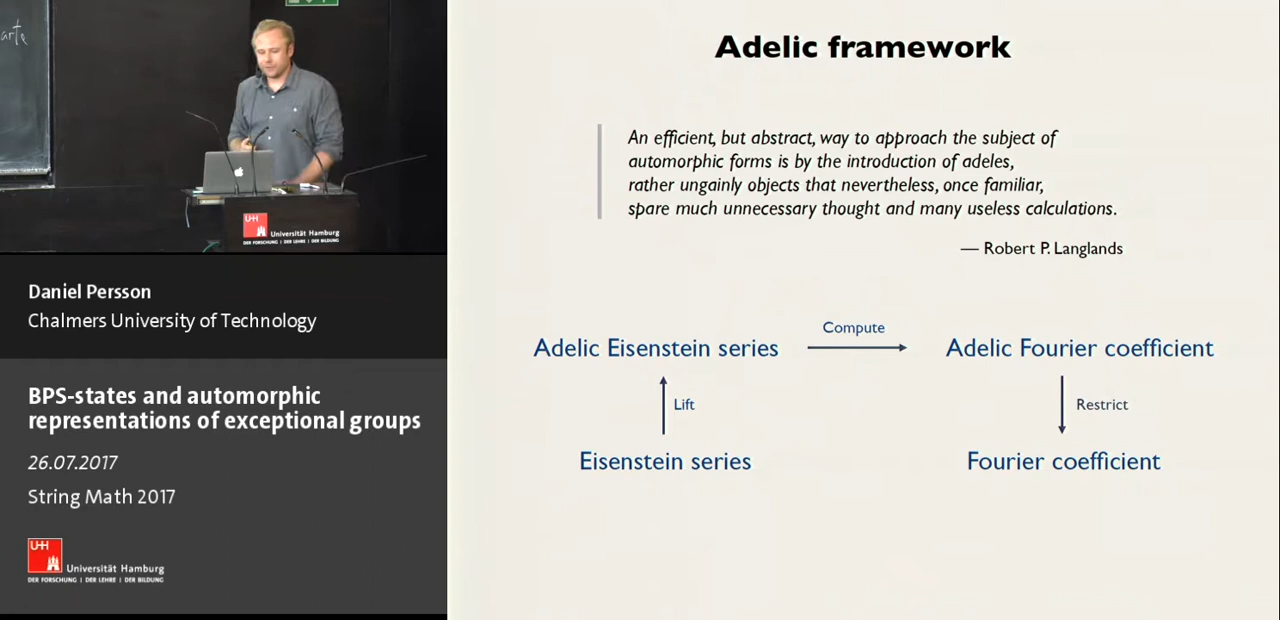 arte
UHH
Universität Hamburg
DER FORSCHUNG | DER LEHRE | DER BILDUNG
Daniel Persson
Chalmers University of Technology
BPS-states and automorphic
representations of exceptional groups
26.07.2017
String Math 2017
UHH
Universität Hamburg
DER FORSCHUNG | DER LEHRE | DER BILDUNG
Adelic framework
An efficient, but abstract, way to approach the subject of
automorphic forms is by the introduction of adeles,
rather ungainly objects that nevertheless, once familiar,
spare much unnecessary thought and many useless calculations.
— Robert P. Langlands
Compute
Adelic Eisenstein series
Adelic Fourier coefficient
Lift
Restrict
Eisenstein series
Fourier coefficient